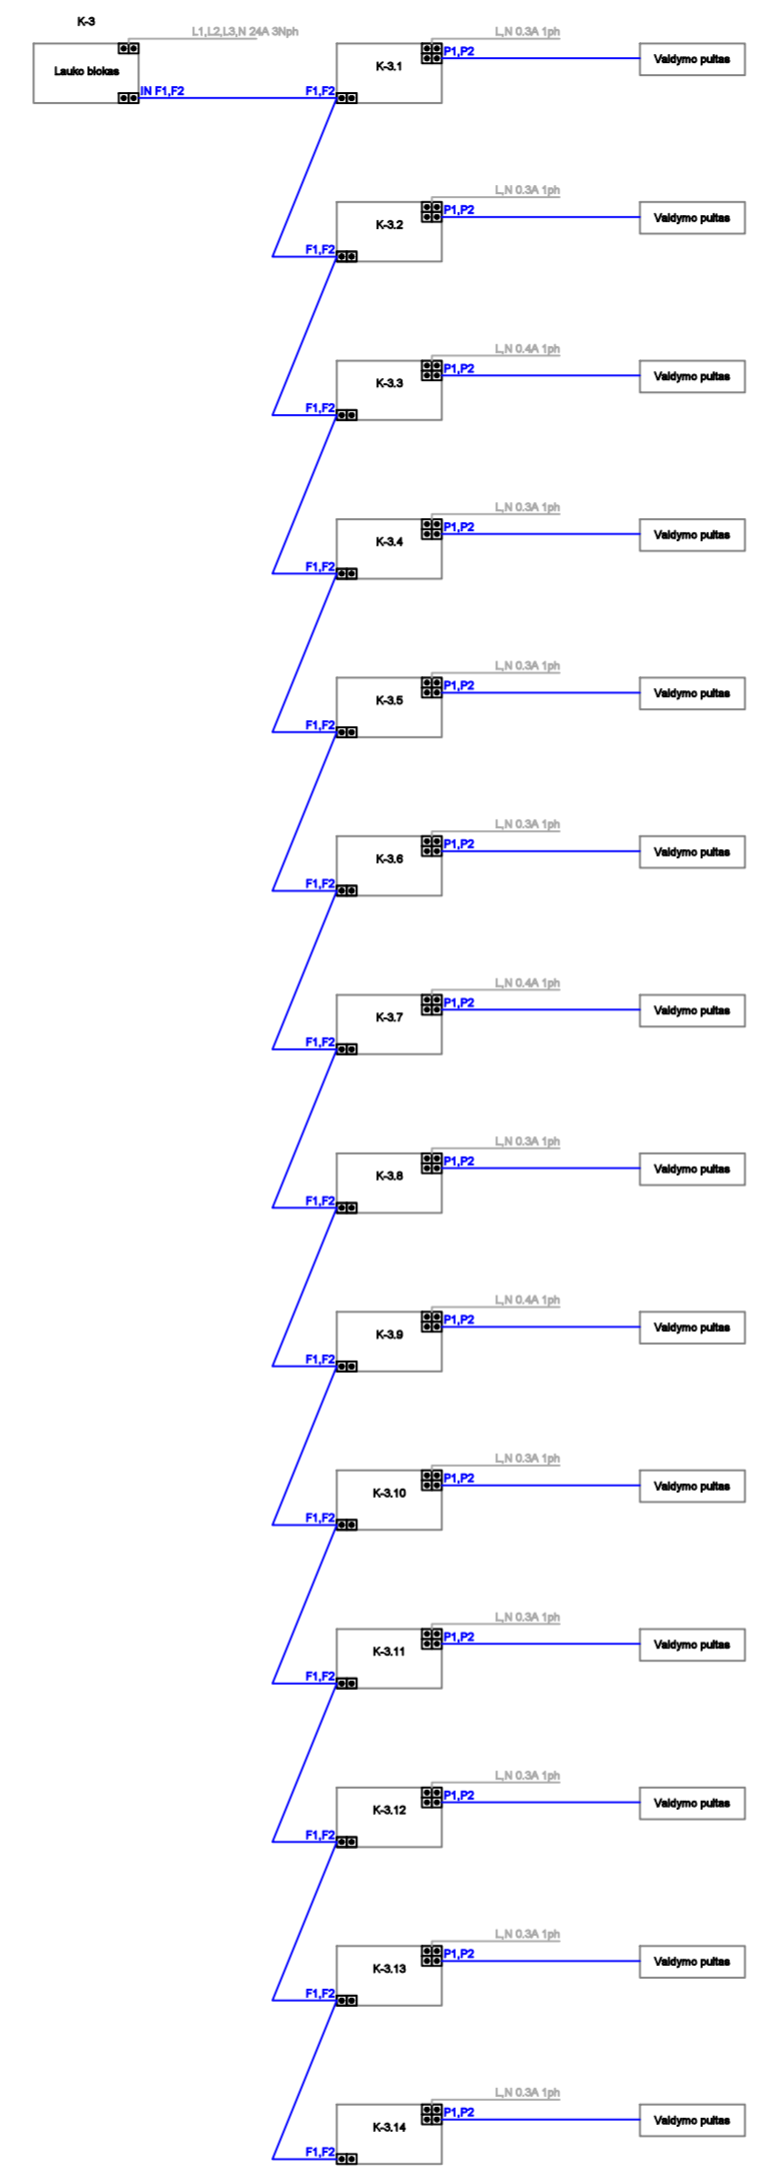 K-3
L1,L2,L3,N 24A 3Nph
Lauko blokas
IN F1,F2
L,N 0.3A 1ph
K-3.1
P1,P2
Valdymo pultas
F1,F2
L,N 0.3A 1ph
K-3.2
P1,P2
Valdymo pultas
F1,F2
L,N 0.4A 1ph
K-3.3
P1,P2
Valdymo pultas
F1,F2
L,N 0.3A 1ph
K-3.4
P1,P2
Valdymo pultas
F1,F2
L,N 0.3A 1ph
K-3.5
P1,P2
Valdymo pultas
F1,F2
L,N 0.3A 1ph
K-3.6
P1,P2
Valdymo pultas
F1,F2
L,N 0.4A 1ph
K-3.7
P1,P2
Valdymo pultas
F1,F2
L,N 0.3A 1ph
K-3.8
P1,P2
Valdymo pultas
F1,F2
L,N 0.4A 1ph
K-3.9
P1,P2
Valdymo pultas
F1,F2
L,N 0.3A 1ph
K-3.10
P1,P2
Valdymo pultas
F1,F2
L,N 0.3A 1ph
K-3.11
P1,P2
Valdymo pultas
F1,F2
L,N 0.3A 1ph
K-3.12
P1,P2
Valdymo pultas
F1,F2
L,N 0.3A 1ph
K-3.13
P1,P2
Valdymo pultas
F1,F2
L,N 0.3A 1ph
K-3.14
P1,P2
Valdymo pultas
F1,F2